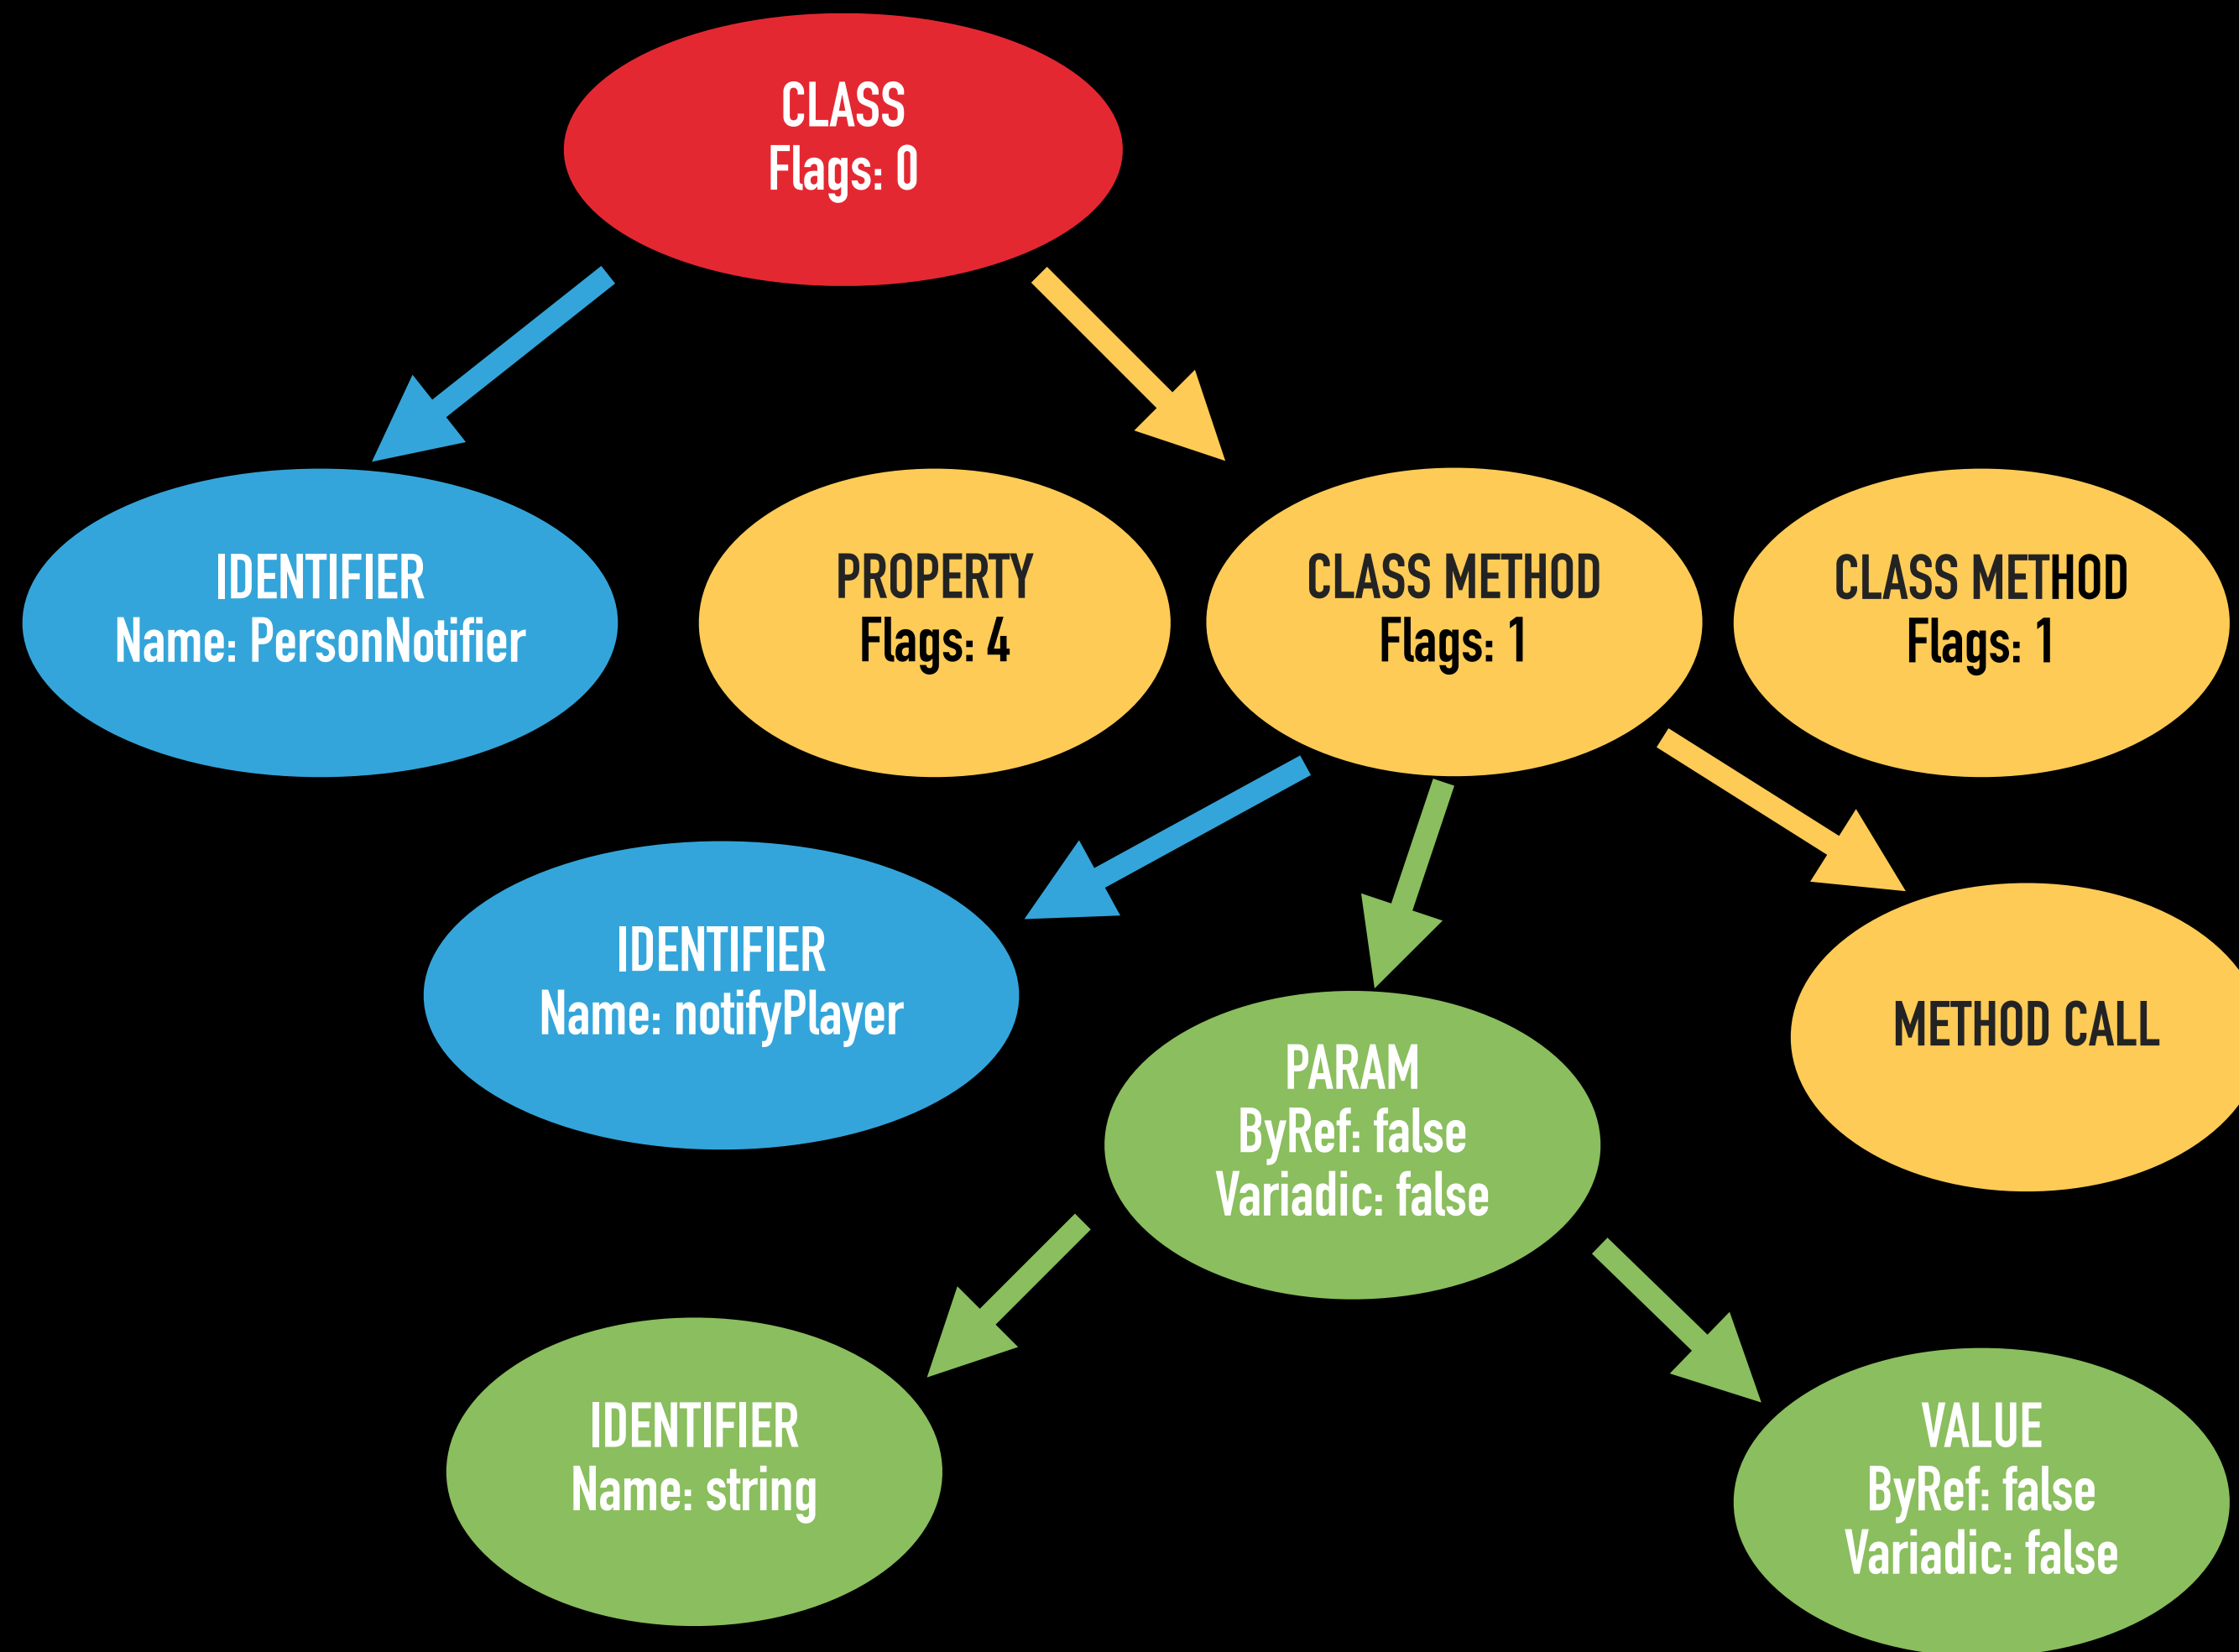 CLASS
Flags: 0
IDENTIFIER
Name: PersonNotifier
PROPERTY
Flags: 4
CLASS METHOD
Flags: 1
CLASS METHOD
Flags: 1
IDENTIFIER
Name: notifyPlayer
METHOD CALL
PARAM
ByRef: false
Variadic: false
IDENTIFIER
Name: string
VALUE
ByRef: false
Variadic: false